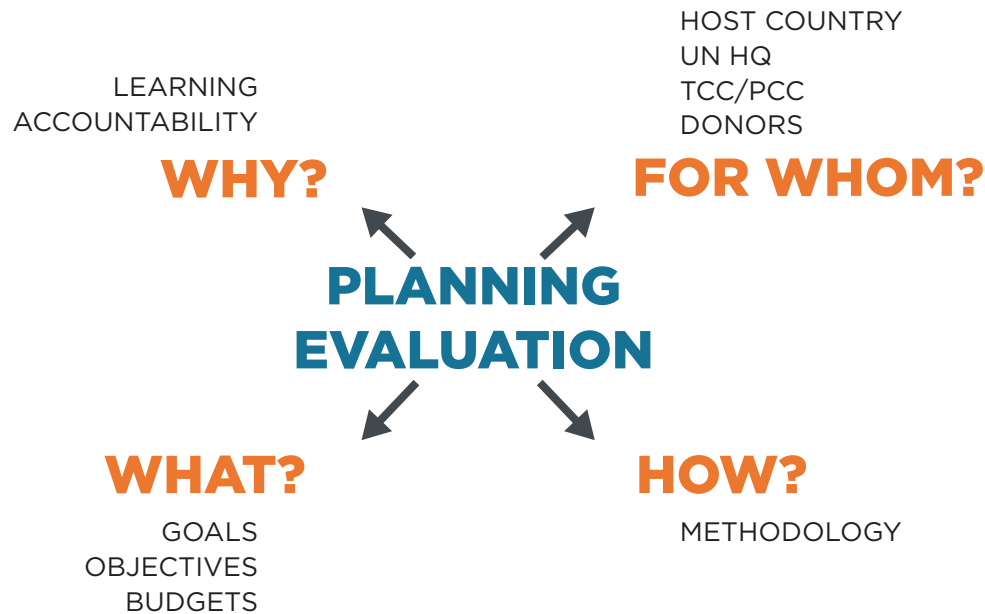 LEARNING
ACCOUNTABILITY
WHY?
HOST COUNTRY
UN HQ
TCC/PCC
DONORS
FOR WHOM?
PLANNING
EVALUATION
WHAT?
GOALS
OBJECTIVES
BUDGETS
HOW?
METHODOLOGY